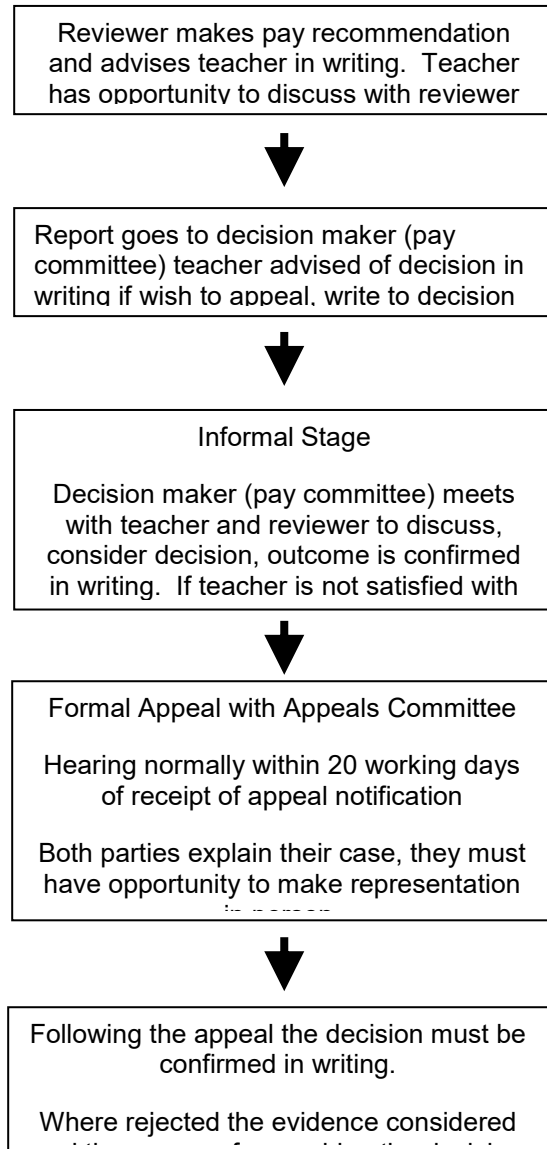 Reviewer makes pay recommendation
and advises teacher in writing.  Teacher
has opportunity to discuss with reviewer
Report goes to decision maker (pay
committee) teacher advised of decision in
writing if wish to appeal, write to decision
Informal Stage
Decision maker (pay committee) meets
with teacher and reviewer to discuss,
consider decision, outcome is confirmed
in writing.  If teacher is not satisfied with
Formal Appeal with Appeals Committee
Hearing normally within 20 working days
of receipt of appeal notification
Both parties explain their case, they must
have opportunity to make representation
in person
Following the appeal the decision must be
confirmed in writing.
Where rejected the evidence considered